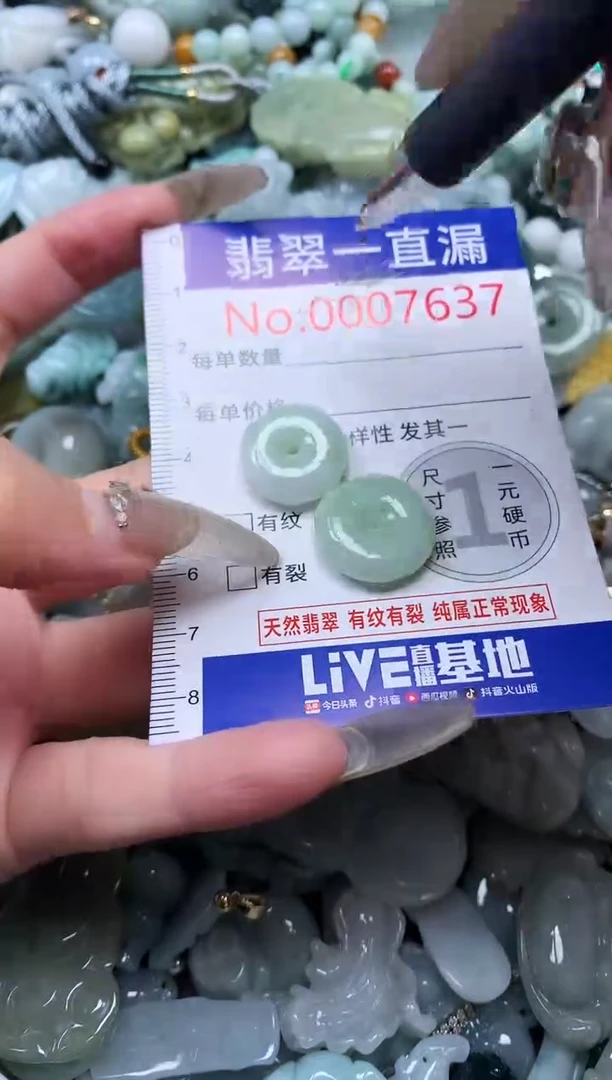 0
翡翠一直漏
1
No.0007637
2
每单数量
3
每单价格
样性 发其一
4
尺寸参照
1
一元硬币
有纹
6
有裂
天然翡翠 有纹有裂 纯属正常现象
7
LiVE直播基地
8
头条 今日头条 抖音 西瓜视频 抖音火山版